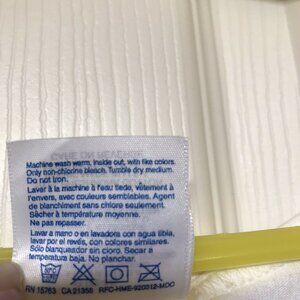 Machine wash warm, inside out, with like colors.
Only non-chlorine bleach. Tumble dry medium.
Do not iron.
Laver à la machine à l'eau tiède, vêtement à
l'envers, avec couleurs semblables. Agent
de blanchiment sans chlore seulement.
Sécher à température moyenne.
Ne pas repasser.
Lavar a mano o en lavadora con agua tibia,
lavar por el revés, con colores similares.
Sólo blanqueador sin cloro. Secar a
temperatura baja. No Planchar.
RN 15763 CA 21356 RFC-HME-920312-MDC